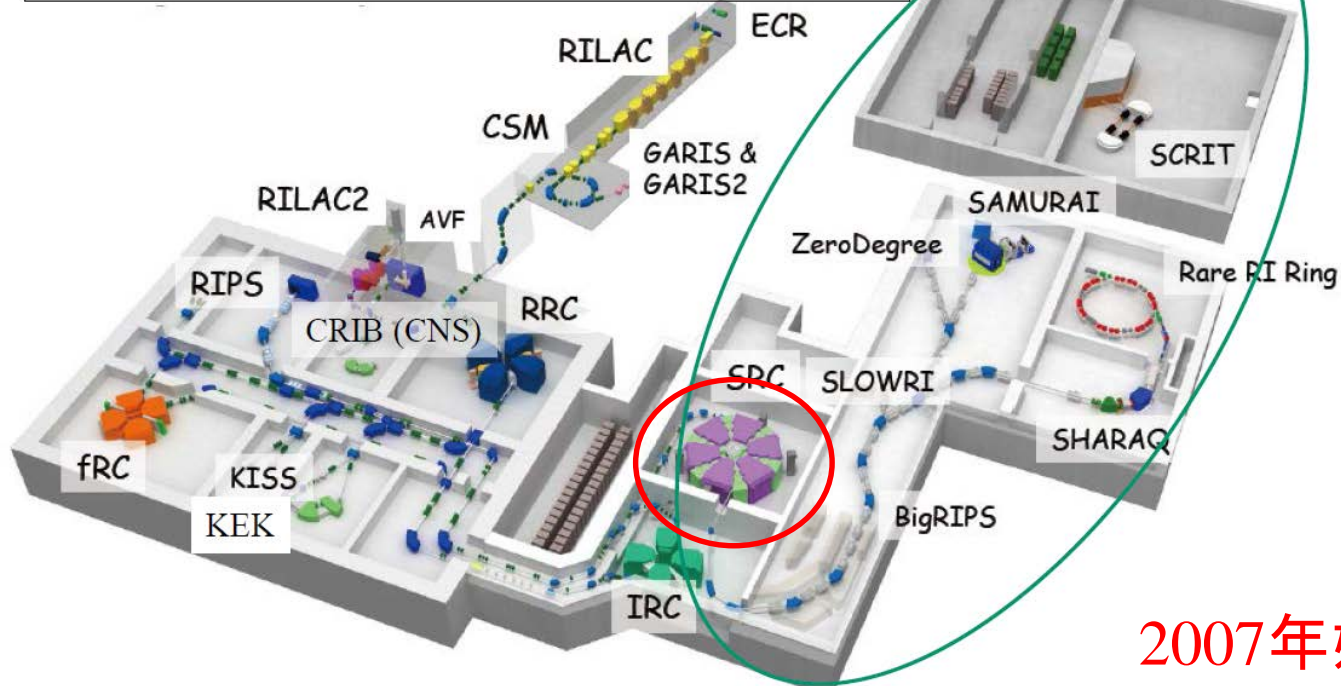 ECR
RILAC
CSM
GARIS &
GARIS2
SCRIT
RILAC2
AVF
SAMURAI
ZeroDegree
Rare RI Ring
RIPS
CRIB (CNS)
RRC
SRC
SLOWRI
SHARAQ
fRC
KISS
KEK
BigRIPS
IRC
2007年